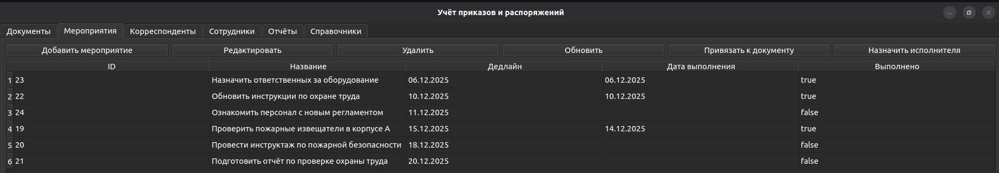 Учёт приказов и распоряжений
Документы Мероприятия Корреспонденты Сотрудники Отчёты Справочники
Добавить мероприятие Редактировать Удалить Обновить Привязать к документу Назначить исполнителя
ID Название Дедлайн Дата выполнения Выполнено
1 23 Назначить ответственных за оборудование 06.12.2025 06.12.2025 true
2 22 Обновить инструкции по охране труда 10.12.2025 10.12.2025 true
3 24 Ознакомить персонал с новым регламентом 11.12.2025 false
4 19 Проверить пожарные извещатели в корпусе А 15.12.2025 14.12.2025 true
5 20 Провести инструктаж по пожарной безопасности 18.12.2025 false
6 21 Подготовить отчёт по проверке охраны труда 20.12.2025 false